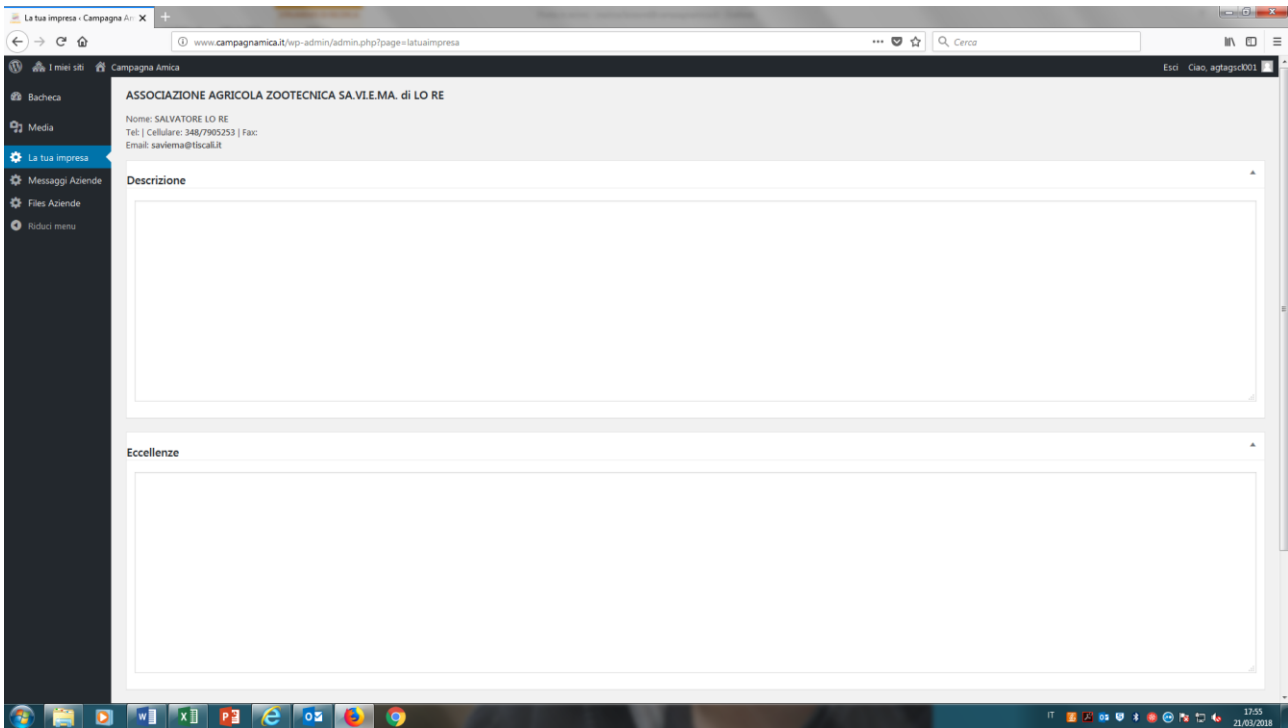 La tua impresa ‹ Campagna An
www.campagnamica.it/wp-admin/admin.php?page=latuaimpresa
Cerca
I miei siti Campagna Amica Esci Ciao, agtagscl001
Bacheca
Media
La tua impresa
Messaggi Aziende
Files Aziende
Riduci menu
ASSOCIAZIONE AGRICOLA ZOOTECNICA SA.VI.E.MA. di LO RE
Nome: SALVATORE LO RE
Tel: | Cellulare: 348/7905253 | Fax:
Email: saviema@tiscali.it
Descrizione
Eccellenze
IT
17:55
21/03/2018